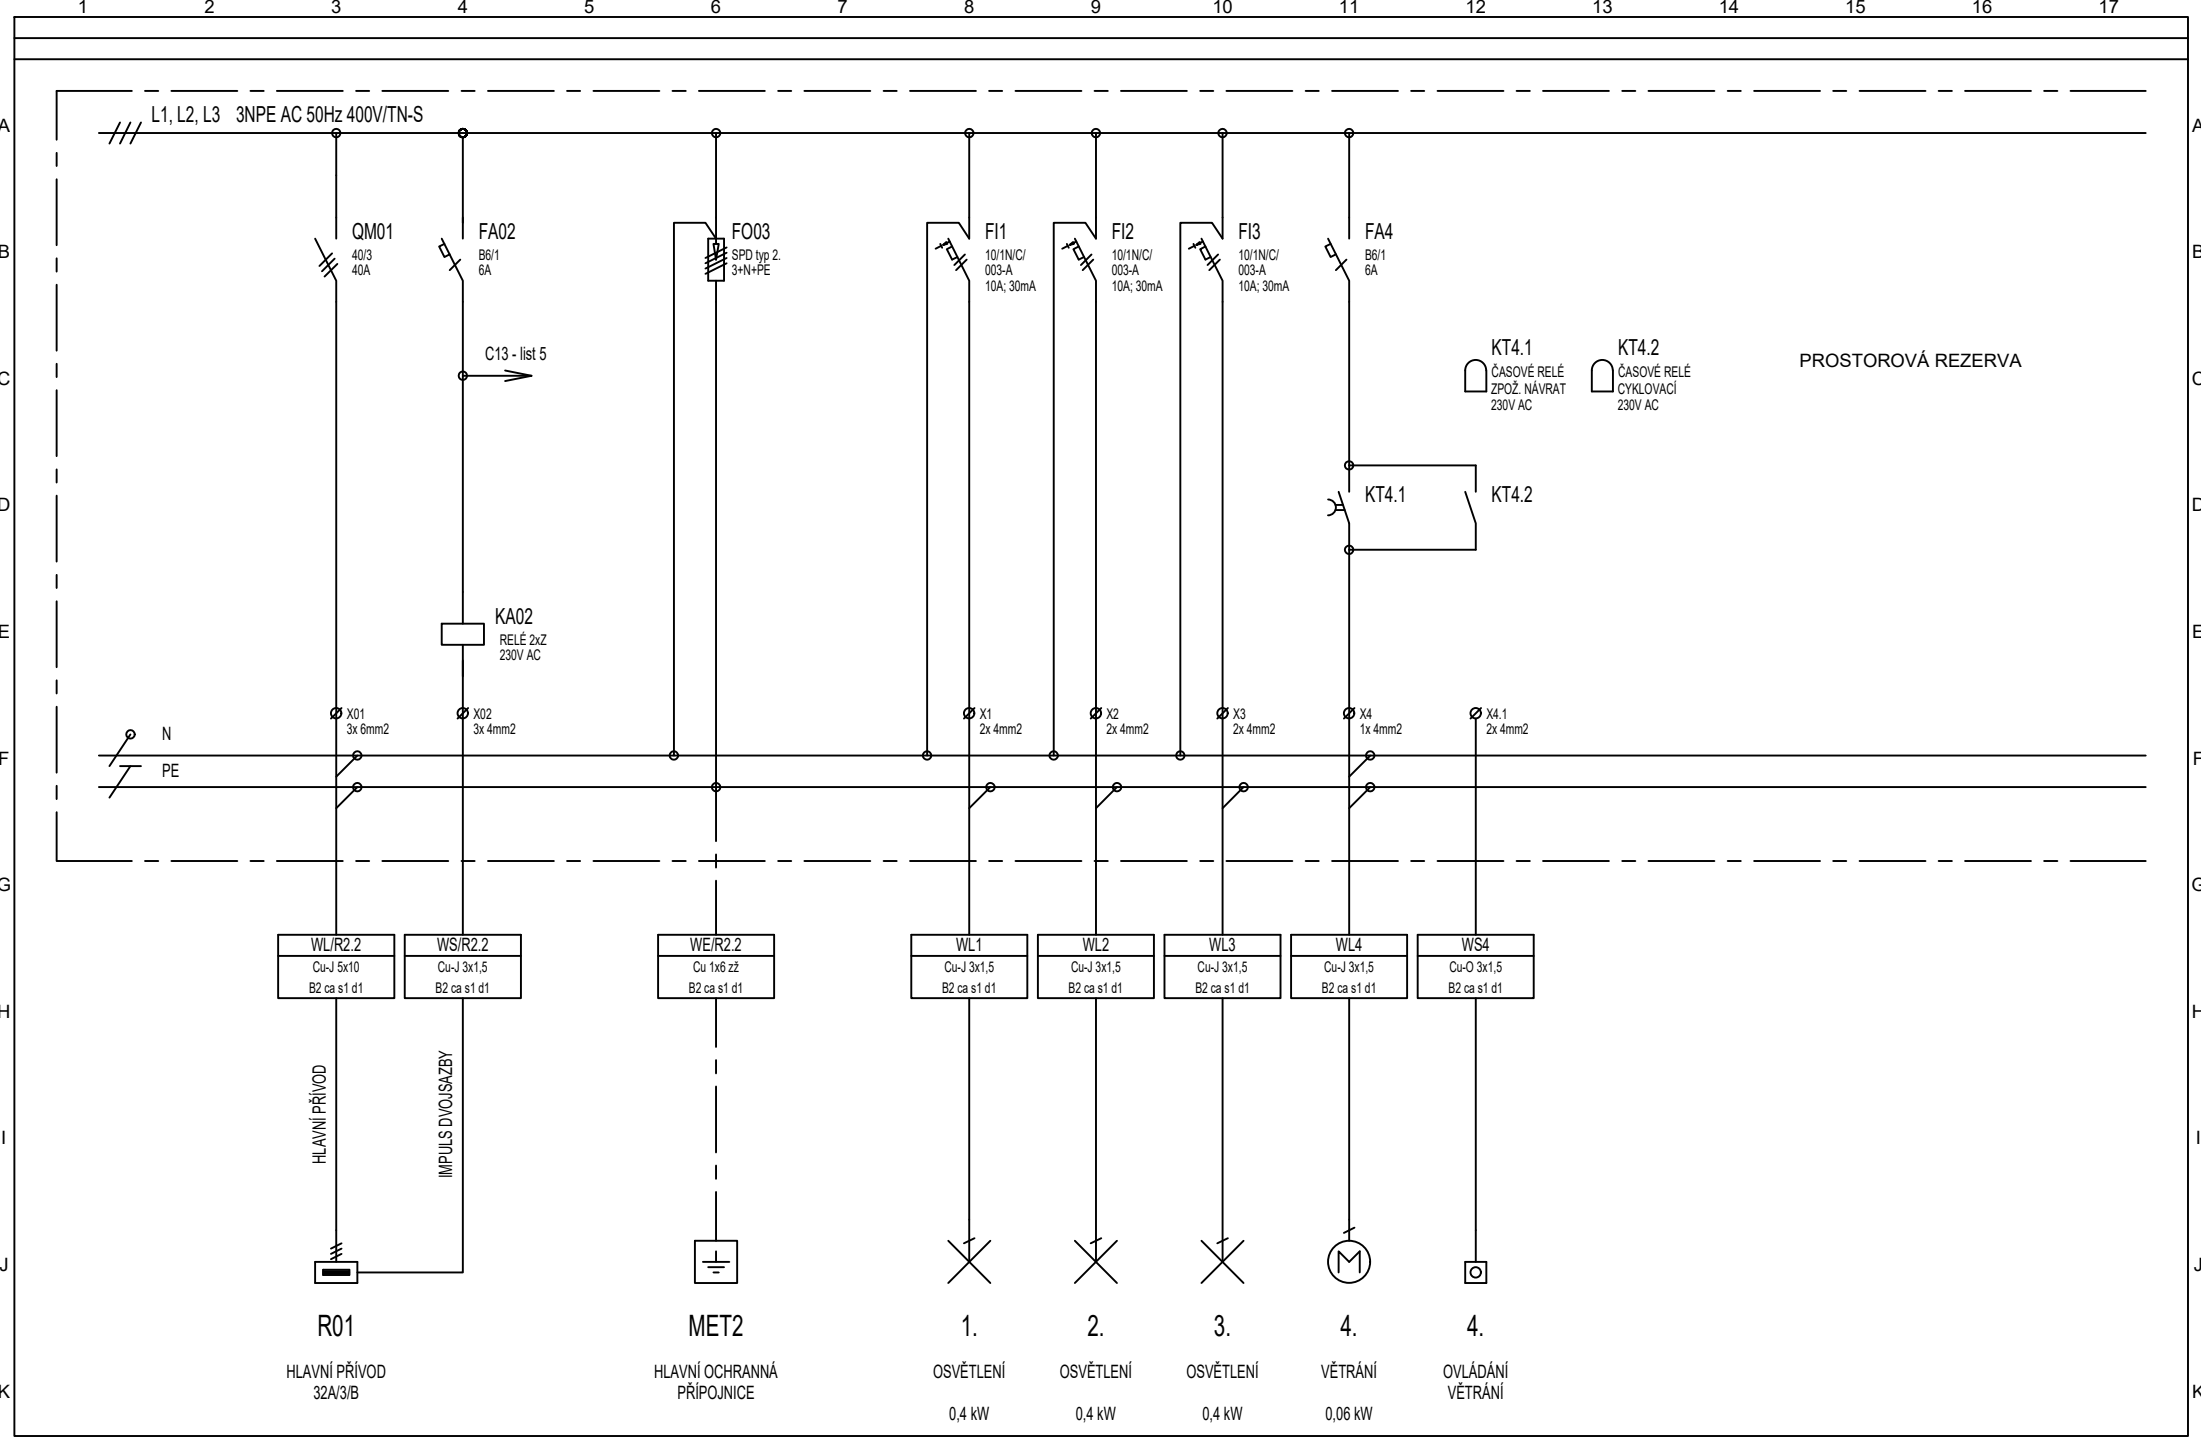 1 2 3 4 5 6 7 8 9 10 11 12 13 14 15 16 17
A
A
L1, L2, L3 3NPE AC 50Hz 400V/TN-S
B
B
QM01
40/3
40A
FA02
B6/1
6A
FO03
SPD typ 2.
3+N+PE
FI1
10/1N/C/
003-A
10A; 30mA
FI2
10/1N/C/
003-A
10A; 30mA
FI3
10/1N/C/
003-A
10A; 30mA
FA4
B6/1
6A
C
C
C13 - list 5
KT4.1
ČASOVÉ RELÉ
ZPOŽ. NÁVRAT
230V AC
KT4.2
ČASOVÉ RELÉ
CYKLOVACÍ
230V AC
PROSTOROVÁ REZERVA
D
D
KT4.1
KT4.2
E
E
KA02
RELÉ 2xZ
230V AC
X01
3x 6mm2
X02
3x 4mm2
X1
2x 4mm2
X2
2x 4mm2
X3
2x 4mm2
X4
1x 4mm2
X4.1
2x 4mm2
N
F
F
PE
G
G
WL/R2.2
Cu-J 5x10
B2 ca s1 d1
WS/R2.2
Cu-J 3x1,5
B2 ca s1 d1
WE/R2.2
Cu 1x6 zž
B2 ca s1 d1
WL1
Cu-J 3x1,5
B2 ca s1 d1
WL2
Cu-J 3x1,5
B2 ca s1 d1
WL3
Cu-J 3x1,5
B2 ca s1 d1
WL4
Cu-J 3x1,5
B2 ca s1 d1
WS4
Cu-O 3x1,5
B2 ca s1 d1
H
H
HLAVNÍ PŘÍVOD
IMPULS DVOJSAZBY
I
I
J
J
M
R01
HLAVNÍ PŘÍVOD
32A/3/B
MET2
HLAVNÍ OCHRANNÁ
PŘÍPOJNICE
1.
OSVĚTLENÍ
0,4 kW
2.
OSVĚTLENÍ
0,4 kW
3.
OSVĚTLENÍ
0,4 kW
4.
VĚTRÁNÍ
0,06 kW
4.
OVLÁDÁNÍ
VĚTRÁNÍ
K
K